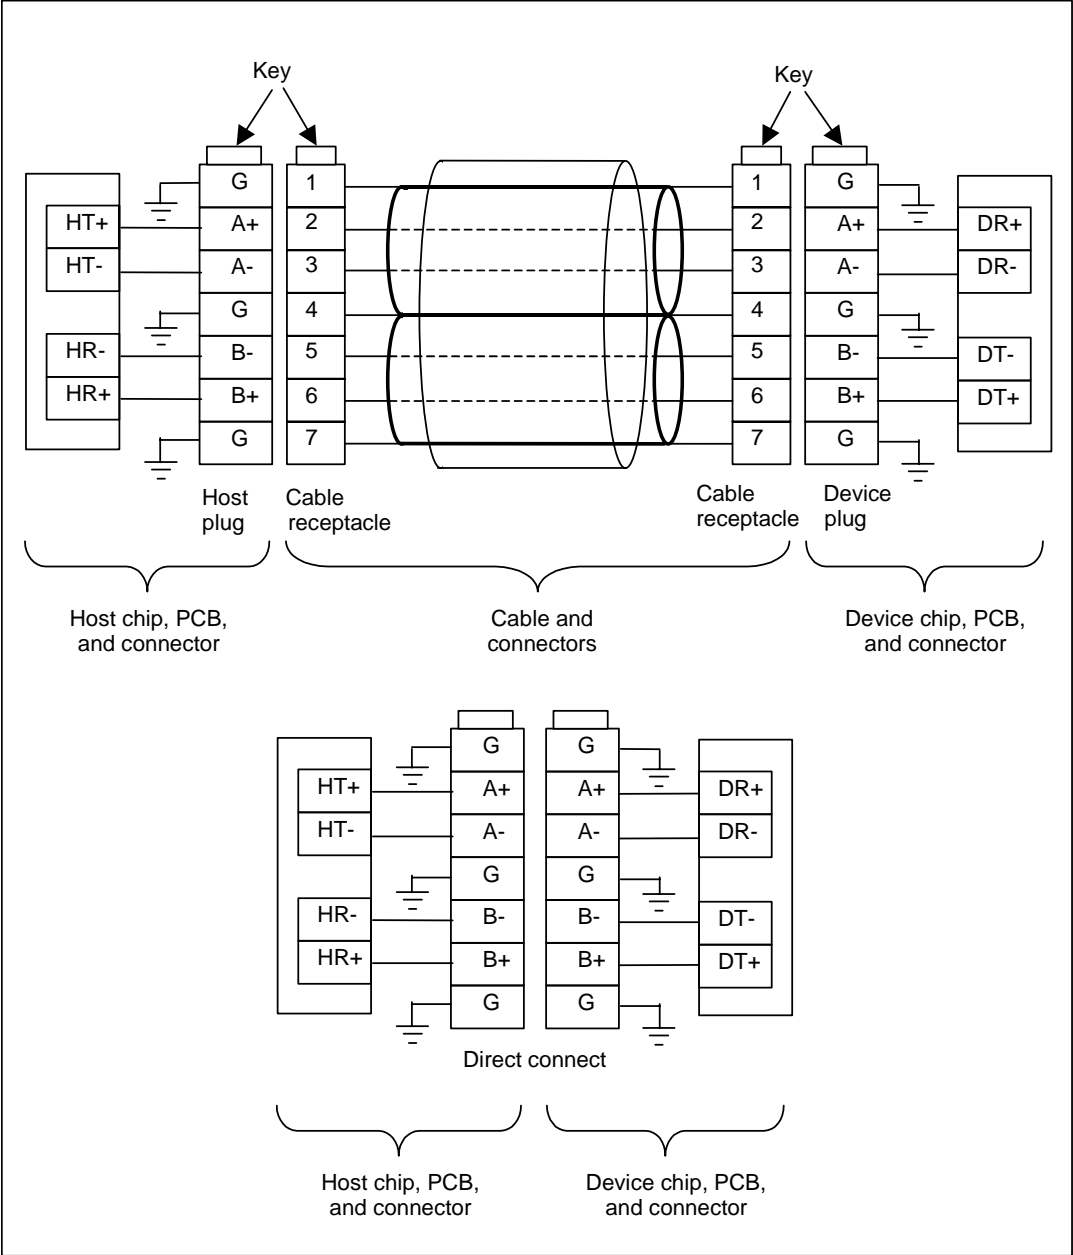 Key
Key
G 1 1 G
HT+ A+ 2 2 A+ DR+
HT- A- 3 3 A- DR-
G 4 4 G
HR- B- 5 5 B- DT-
HR+ B+ 6 6 B+ DT+
G 7 7 G
Host
plug
Cable
receptacle
Cable
receptacle
Device
plug
Host chip, PCB,
and connector
Cable and
connectors
Device chip, PCB,
and connector
G G
HT+ A+ A+ DR+
HT- A- A- DR-
G G
HR- B- B- DT-
HR+ B+ B+ DT+
G G
Direct connect
Host chip, PCB,
and connector
Device chip, PCB,
and connector